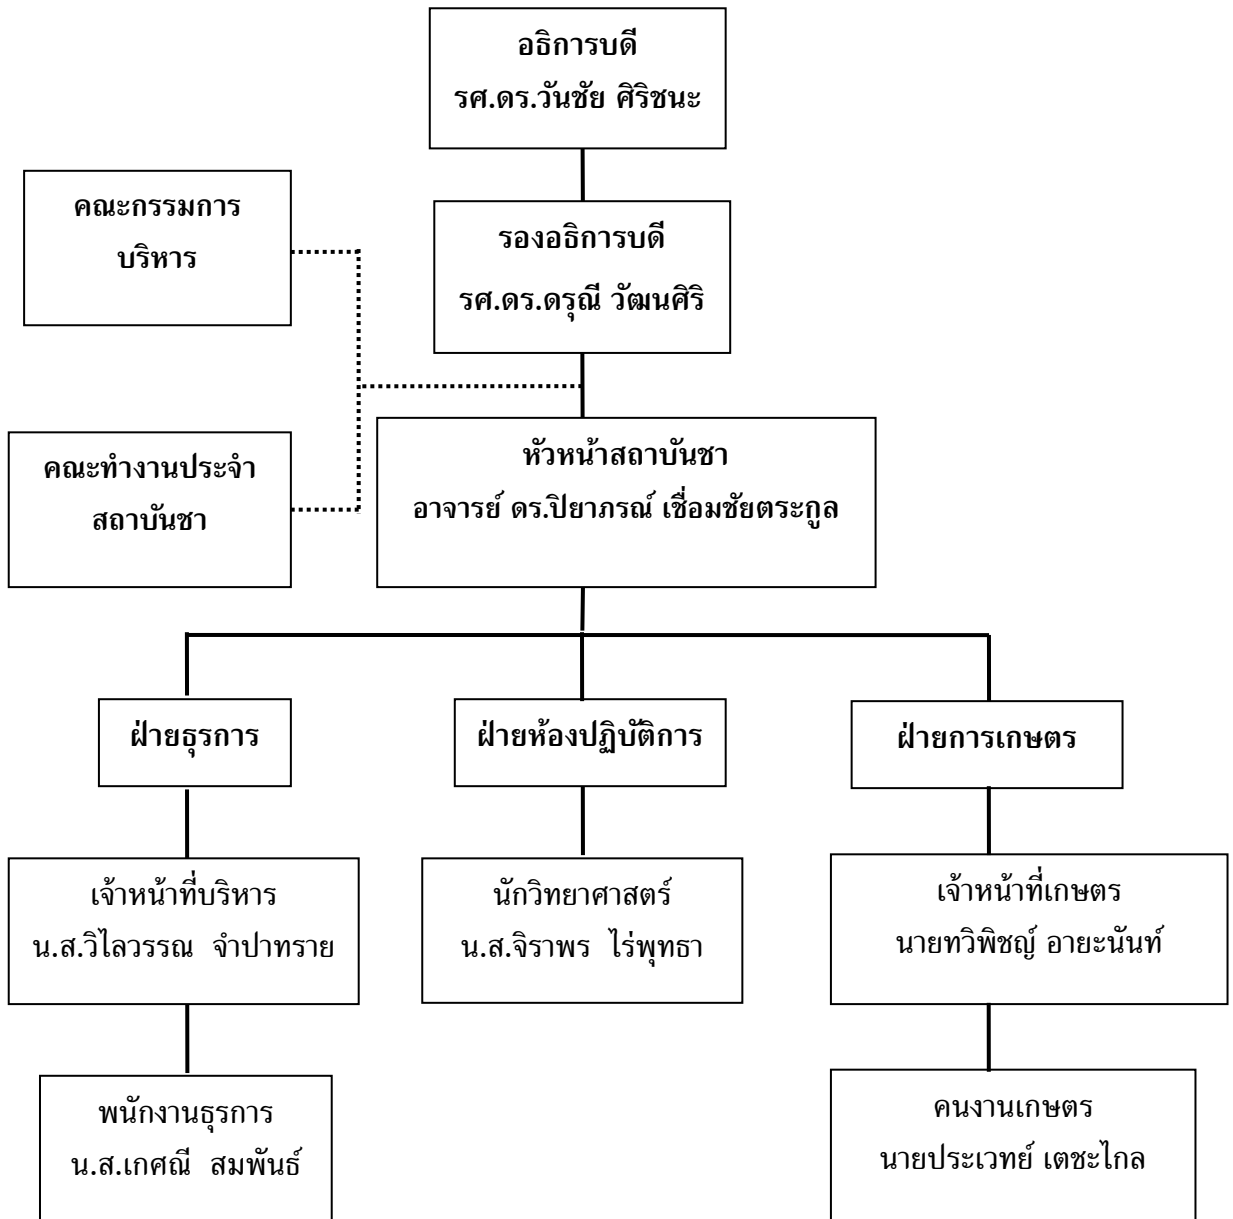 อธิการบดี
รศ.ดร.วันชัย ศิริชนะ
คณะกรรมการ
บริหาร
รองอธิการบดี
รศ.ดร.ดรุณี วัฒนศิริ
คณะทำงานประจำ
สถาบันชา
หัวหน้าสถาบันชา
อาจารย์ ดร.ปิยาภรณ์ เชื่อมชัยตระกูล
ฝ่ายธุรการ
ฝ่ายห้องปฏิบัติการ
ฝ่ายการเกษตร
เจ้าหน้าที่บริหาร
น.ส.วิไลวรรณ จำปาทราย
นักวิทยาศาสตร์
น.ส.จิราพร ไร่พุทธา
เจ้าหน้าที่เกษตร
นายทวิพิชญ์ อายะนันท์
พนักงานธุรการ
น.ส.เกศณี สมพันธ์
คนงานเกษตร
นายประเวทย์ เตชะไกล